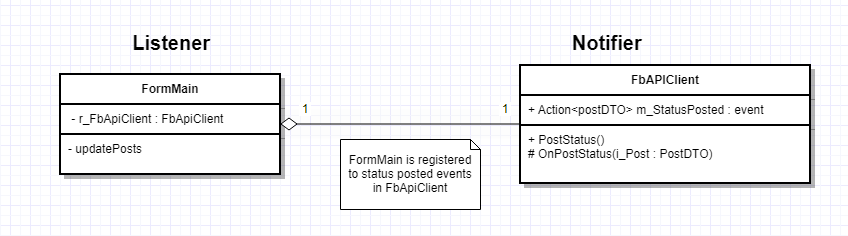 Listener
Notifier
FormMain
- r_FbApiClient : FbApiClient
- updatePosts
1
1
FormMain is registered
to status posted events
in FbApiClient
FbAPIClient
+ Action<postDTO> m_StatusPosted : event
+ PostStatus()
# OnPostStatus(i_Post : PostDTO)